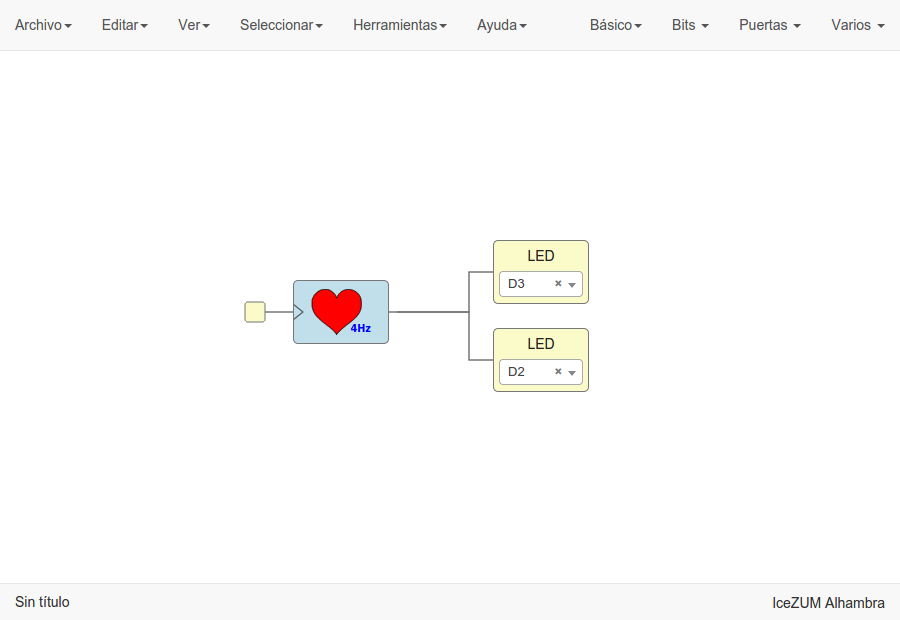 Archivo Editar Ver Seleccionar Herramientas Ayuda Básico Bits Puertas Varios
LED
D3 ×
4Hz
LED
D2 ×
Sin título IceZUM Alhambra